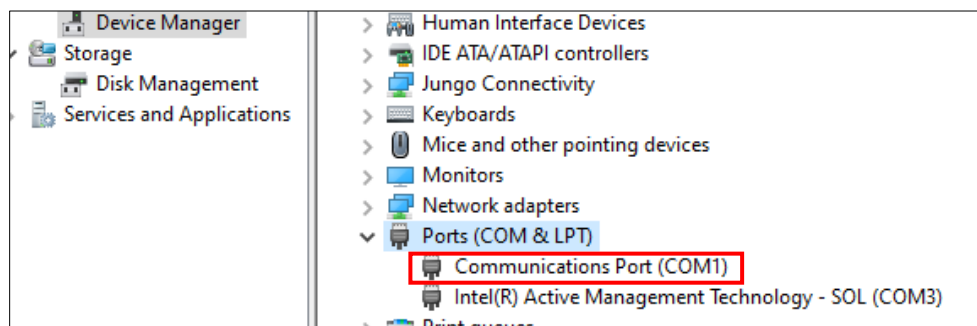 Device Manager
Storage
Disk Management
Services and Applications
Human Interface Devices
IDE ATA/ATAPI controllers
Jungo Connectivity
Keyboards
Mice and other pointing devices
Monitors
Network adapters
Ports (COM & LPT)
Communications Port (COM1)
Intel(R) Active Management Technology - SOL (COM3)
Print queues